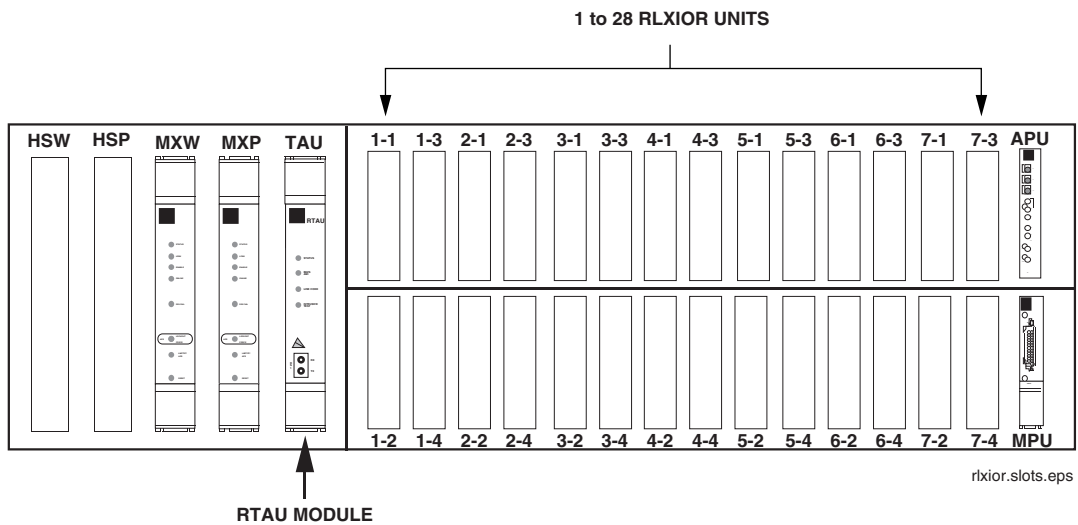 1 to 28 RLXIOR UNITS
HSW HSP MXW MXP TAU 1-1 1-3 2-1 2-3 3-1 3-3 4-1 4-3 5-1 5-3 6-1 6-3 7-1 7-3 APU
RTAU
1-2 1-4 2-2 2-4 3-2 3-4 4-2 4-4 5-2 5-4 6-2 6-4 7-2 7-4 MPU
rlxior.slots.eps
RTAU MODULE